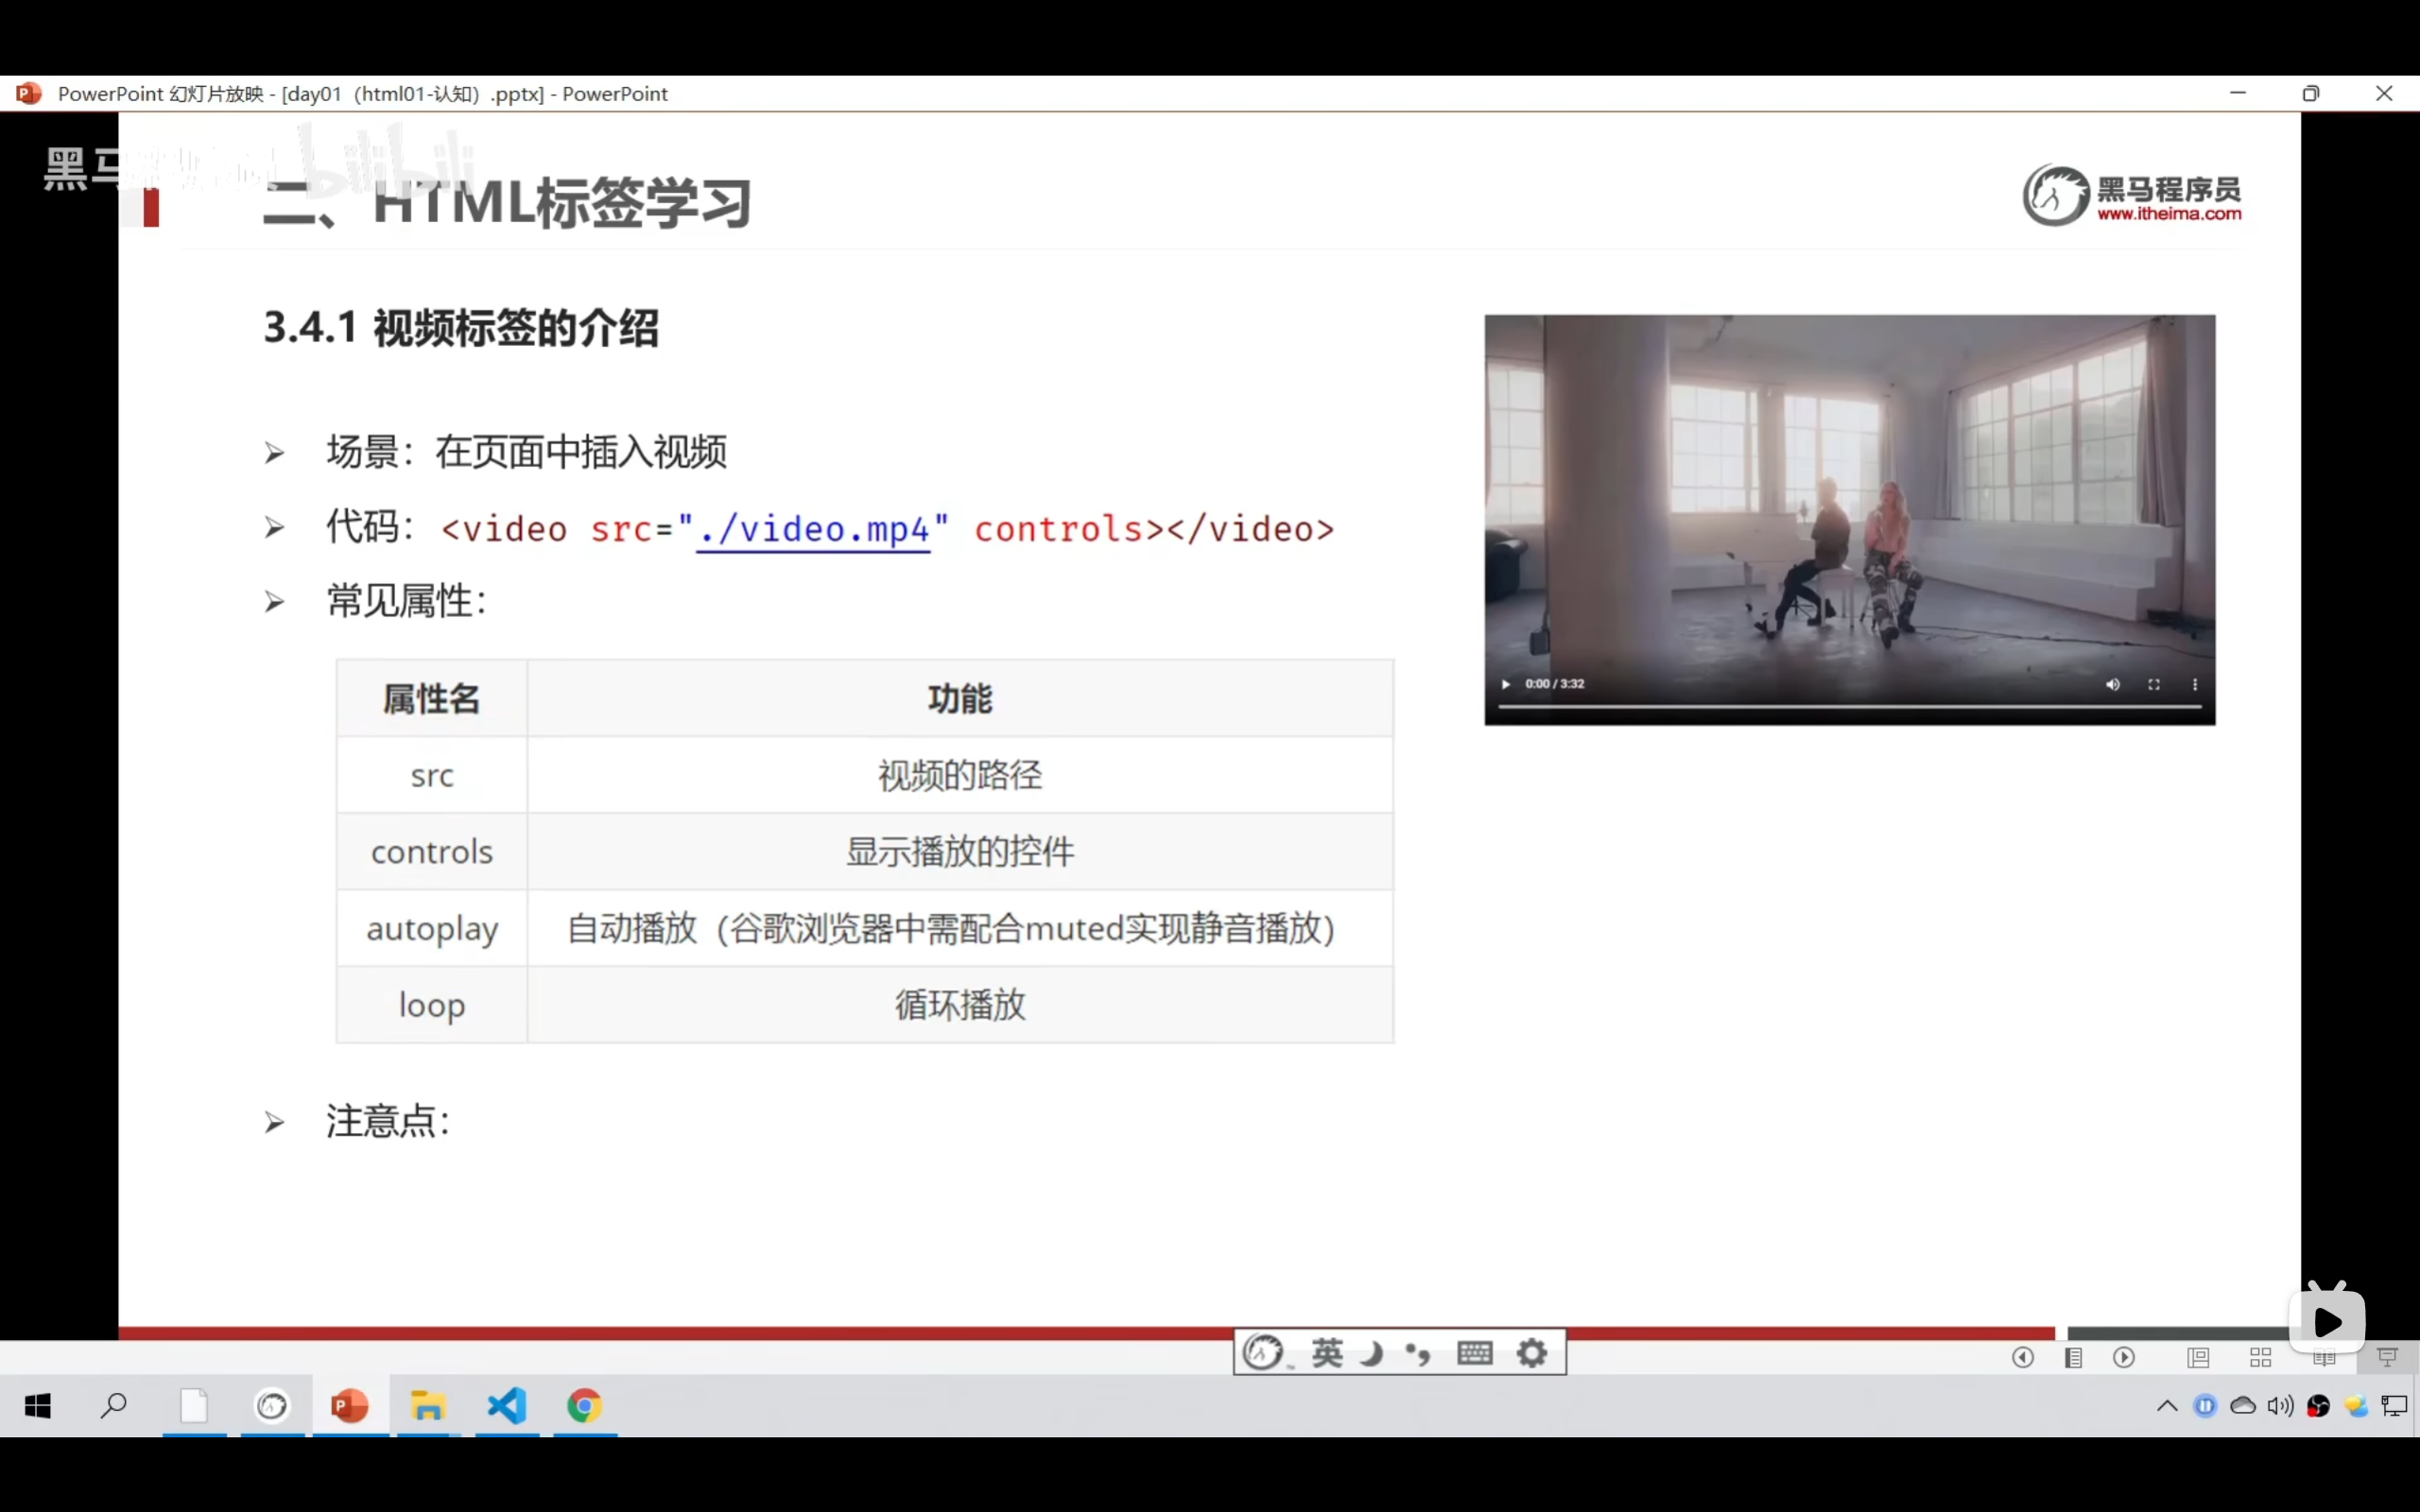 PowerPoint 幻灯片放映 - [day01（html01-认知）.pptx] - PowerPoint
bilibili
二、HTML标签学习
黑马程序员
www.itheima.com
3.4.1 视频标签的介绍
场景：在页面中插入视频
代码：<video src="./video.mp4" controls></video>
常见属性：
属性名 功能
src 视频的路径
controls 显示播放的控件
autoplay 自动播放（谷歌浏览器中需配合muted实现静音播放）
loop 循环播放
0:00 / 3:32
注意点：
英